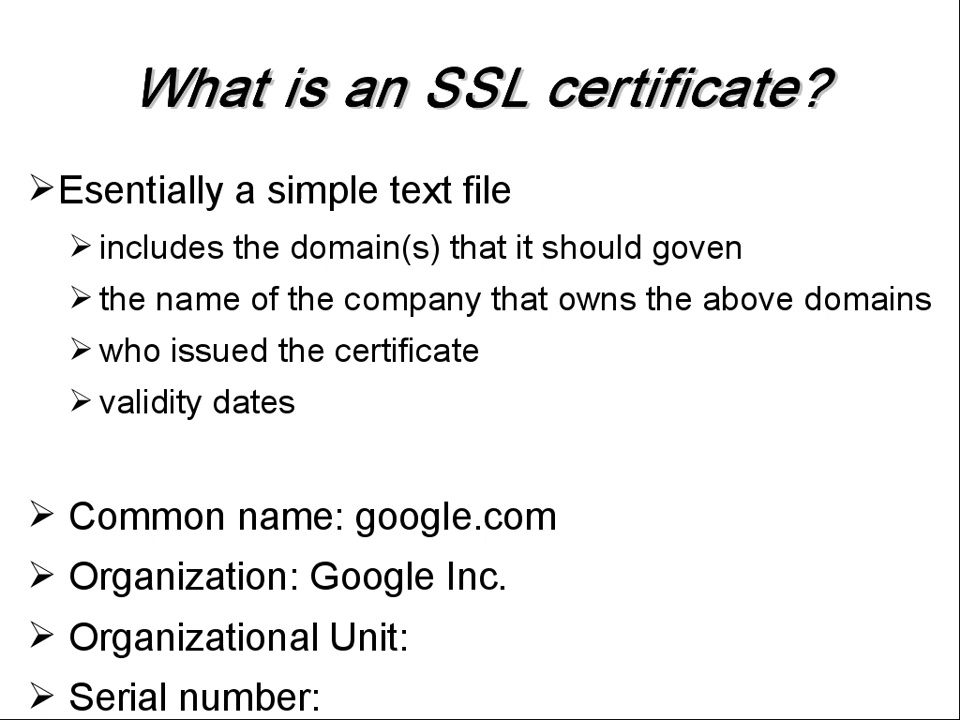 What is an SSL certificate?
Esentially a simple text file
includes the domain(s) that it should goven
the name of the company that owns the above domains
who issued the certificate
validity dates
Common name: google.com
Organization: Google Inc.
Organizational Unit:
Serial number: